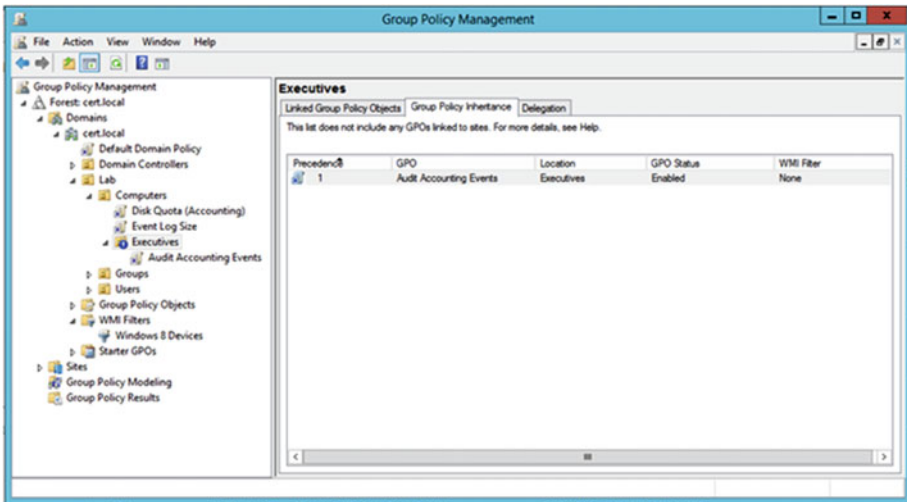 Group Policy Management
File Action View Window Help
Group Policy Management
Forest: cert.local
Domains
cert.local
Default Domain Policy
Domain Controllers
Lab
Computers
Disk Quota (Accounting)
Event Log Size
Executives
Audit Accounting Events
Groups
Users
Group Policy Objects
WMI Filters
Windows 8 Devices
Starter GPOs
Sites
Group Policy Modeling
Group Policy Results
Executives
Linked Group Policy Objects Group Policy Inheritance Delegation
This list does not include any GPOs linked to sites. For more details, see Help.
Precedence GPO Location GPO Status WMI Filter
1 Audit Accounting Events Executives Enabled None